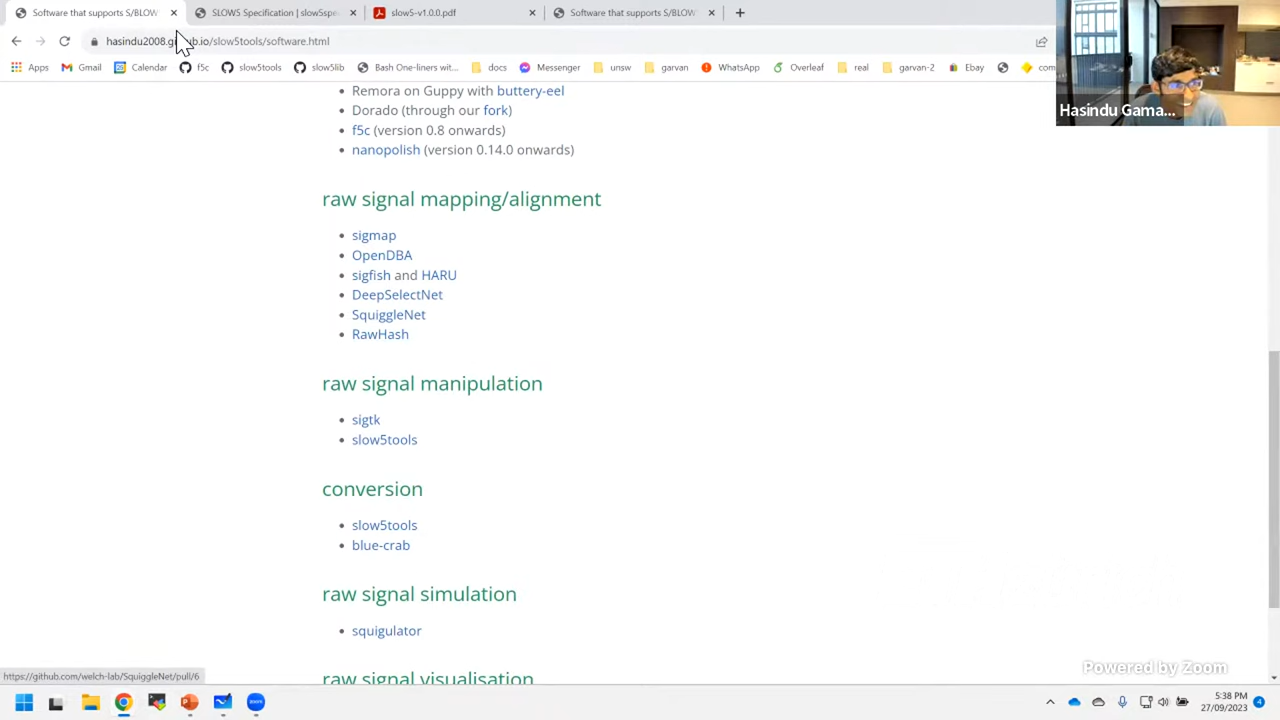 Software that supports S/BLOW
SLOW5 Specification | slow5spe
slow5-v1.0.0.pdf
Software that supports S/BLOW
hasindu2008.github.io/slow5tools/software.html
Apps
Gmail
Calendar
f5c
slow5tools
slow5lib
Bash One-liners wit...
docs
Messenger
unsw
garvan
WhatsApp
Overleaf
real
garvan-2
Ebay
com
Hasindu Gama...
Remora on Guppy with buttery-eel
Dorado (through our fork)
f5c (version 0.8 onwards)
nanopolish (version 0.14.0 onwards)
raw signal mapping/alignment
sigmap
OpenDBA
sigfish and HARU
DeepSelectNet
SquiggleNet
RawHash
raw signal manipulation
sigtk
slow5tools
conversion
slow5tools
blue-crab
raw signal simulation
squigulator
raw signal visualisation
https://github.com/welch-lab/SquiggleNet/pull/6
Powered by Zoom
zoom
5:38 PM
27/09/2023
4